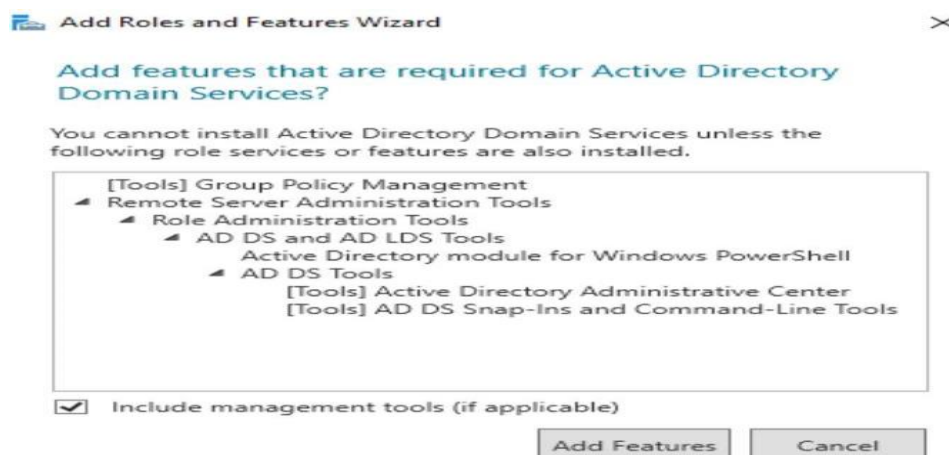 Add Roles and Features Wizard
Add features that are required for Active Directory
Domain Services?
You cannot install Active Directory Domain Services unless the
following role services or features are also installed.
[Tools] Group Policy Management
Remote Server Administration Tools
Role Administration Tools
AD DS and AD LDS Tools
Active Directory module for Windows PowerShell
AD DS Tools
[Tools] Active Directory Administrative Center
[Tools] AD DS Snap-Ins and Command-Line Tools
Include management tools (if applicable)
Add Features Cancel